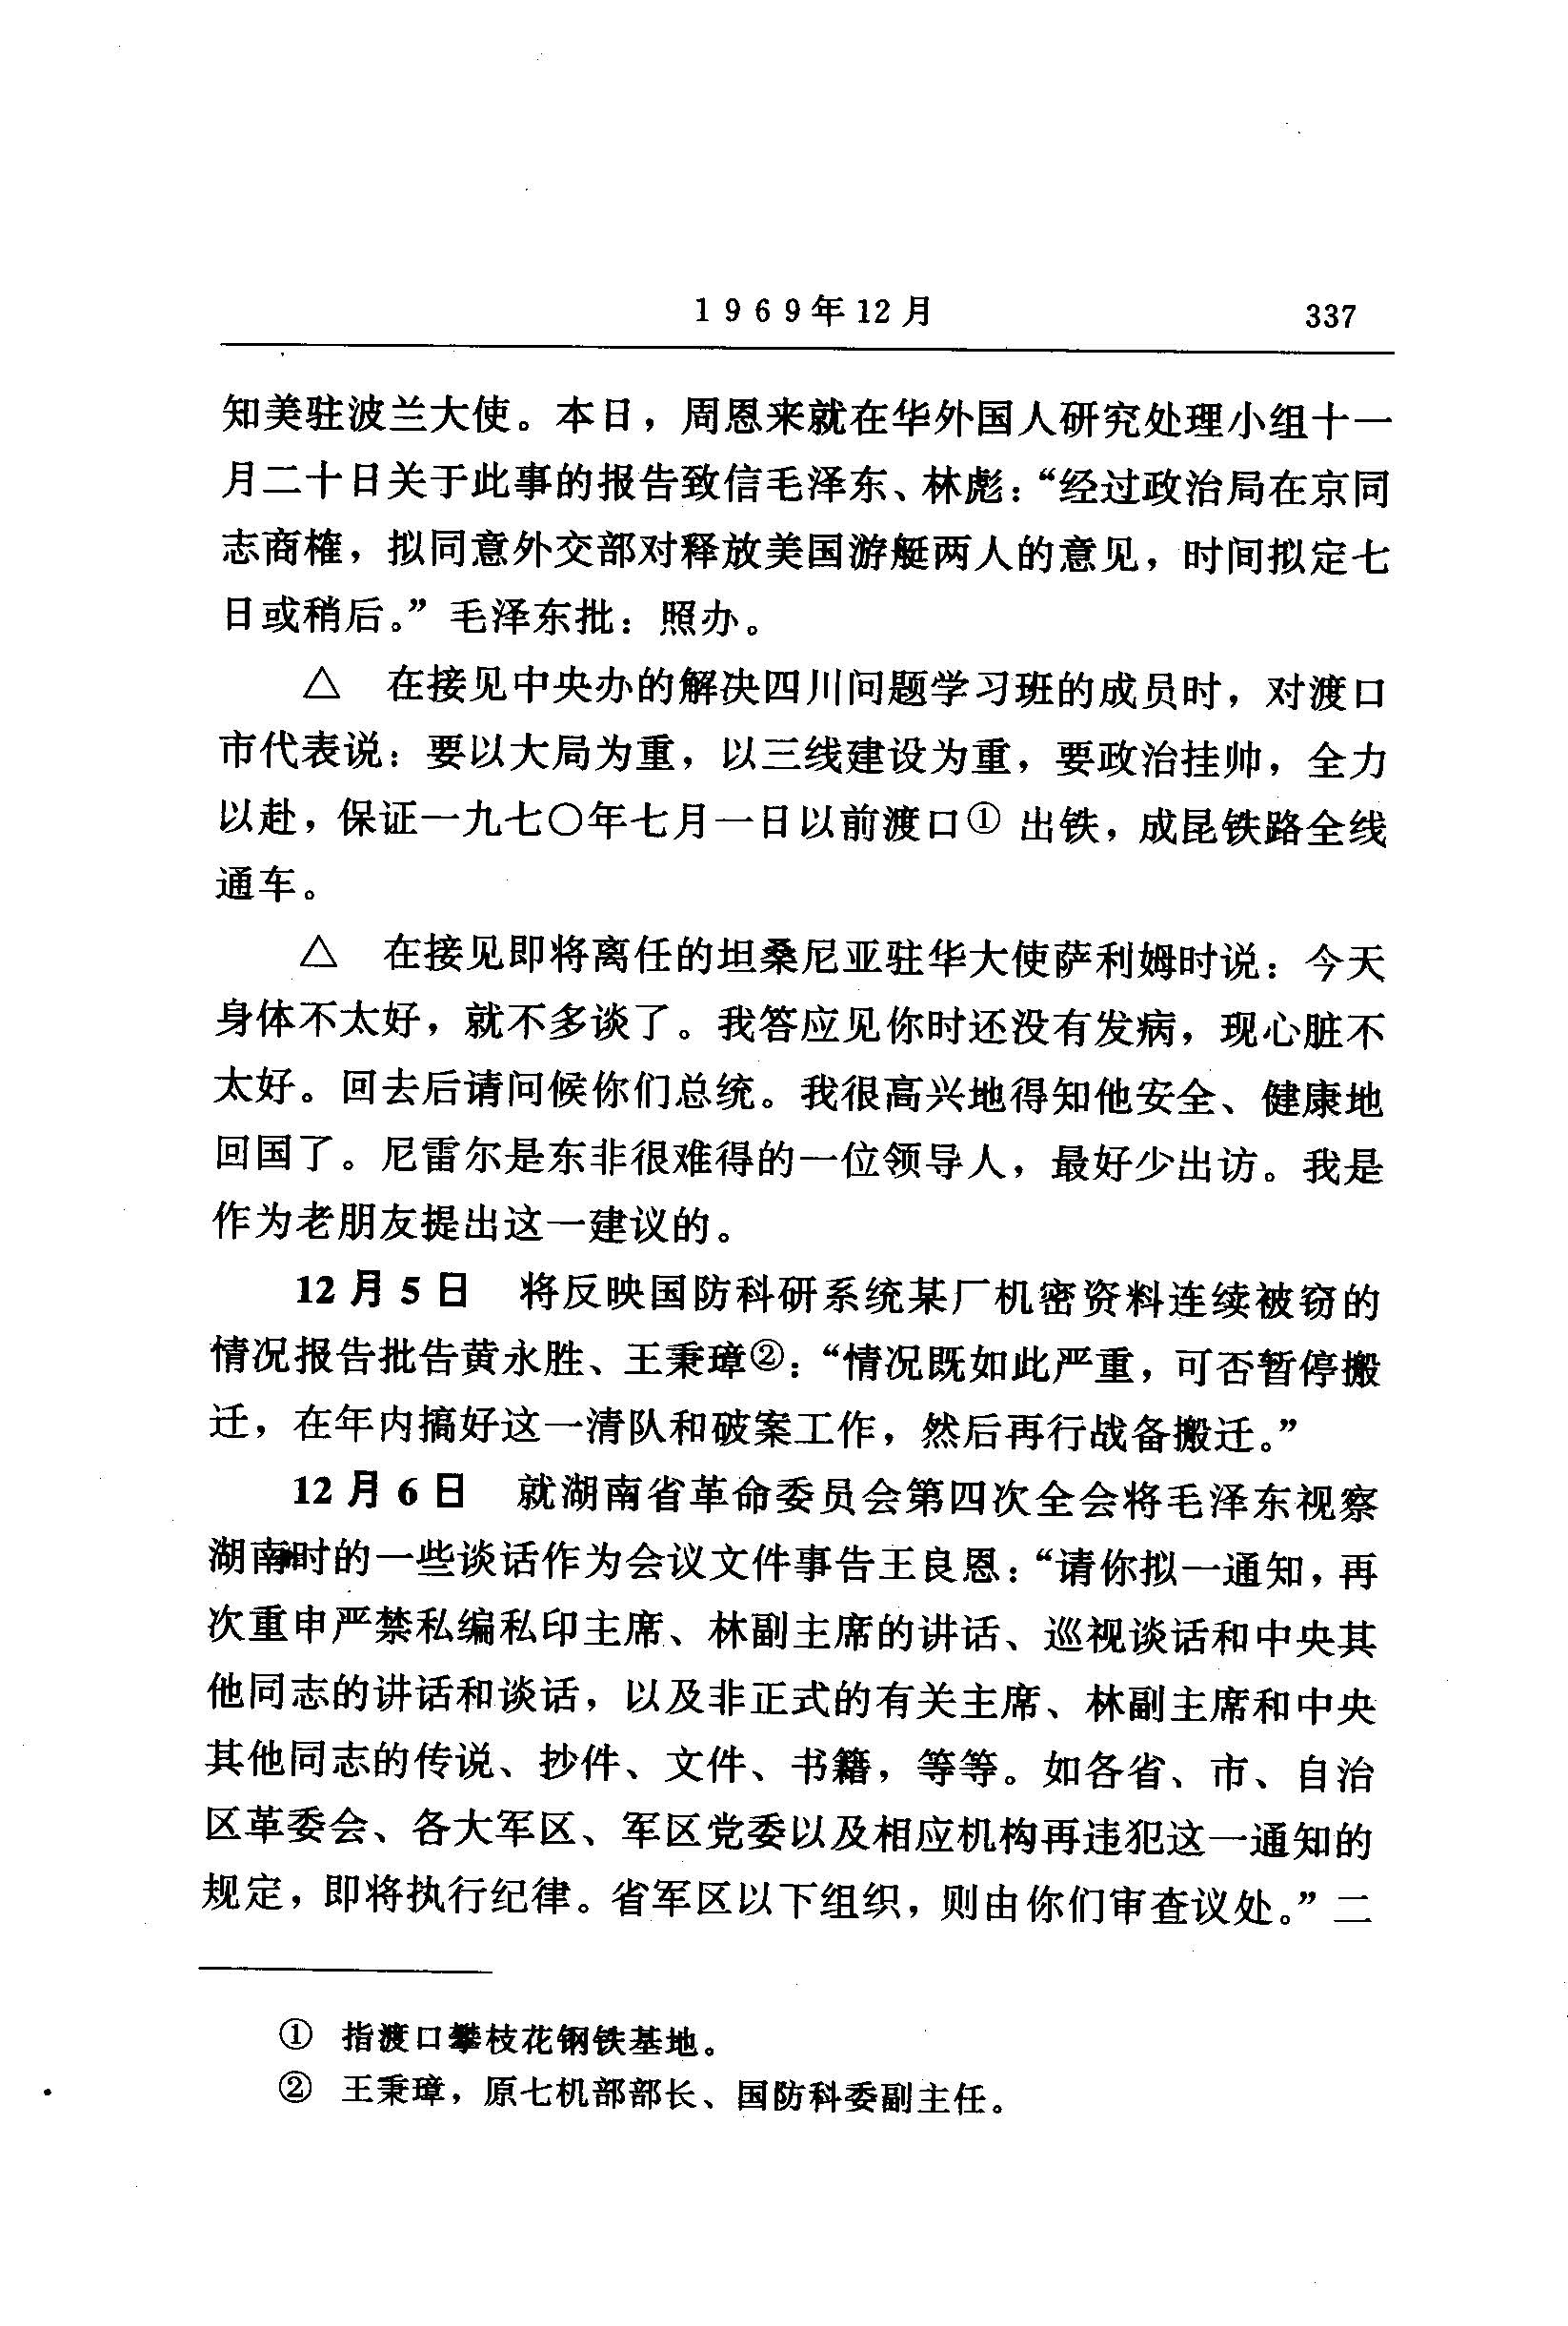 1969年12月 337
知美驻波兰大使。本日，周恩来就在华外国人研究处理小组十一
月二十日关于此事的报告致信毛泽东、林彪：“经过政治局在京同
志商榷，拟同意外交部对释放美国游艇两人的意见，时间拟定七
日或稍后。”毛泽东批：照办。
△ 在接见中央办的解决四川问题学习班的成员时，对渡口
市代表说：要以大局为重，以三线建设为重，要政治挂帅，全力
以赴，保证一九七〇年七月一日以前渡口① 出铁，成昆铁路全线
通车。
△ 在接见即将离任的坦桑尼亚驻华大使萨利姆时说：今天
身体不太好，就不多谈了。我答应见你时还没有发病，现心脏不
太好。回去后请问候你们总统。我很高兴地得知他安全、健康地
回国了。尼雷尔是东非很难得的一位领导人，最好少出访。我是
作为老朋友提出这一建议的。
12月5日 将反映国防科研系统某厂机密资料连续被窃的
情况报告批告黄永胜、王秉璋②：“情况既如此严重，可否暂停搬
迁，在年内搞好这一清队和破案工作，然后再行战备搬迁。”
12月6日 就湖南省革命委员会第四次全会将毛泽东视察
湖南时的一些谈话作为会议文件事告王良恩：“请你拟一通知，再
次重申严禁私编私印主席、林副主席的讲话、巡视谈话和中央其
他同志的讲话和谈话，以及非正式的有关主席、林副主席和中央
其他同志的传说、抄件、文件、书籍，等等。如各省、市、自治
区革委会、各大军区、军区党委以及相应机构再违犯这一通知的
规定，即将执行纪律。省军区以下组织，则由你们审查议处。”二
① 指渡口攀枝花钢铁基地。
② 王秉璋，原七机部部长、国防科委副主任。